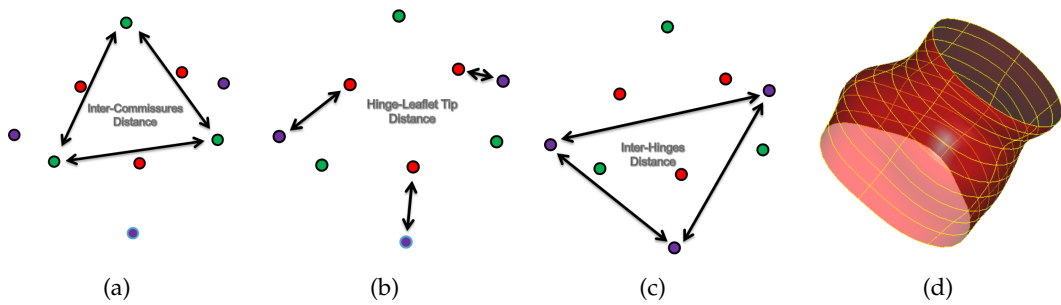 Inter-Commissures
Distance
(a)
Hinge-Leaflet Tip
Distance
(b)
Inter-Hinges
Distance
(c)
(d)